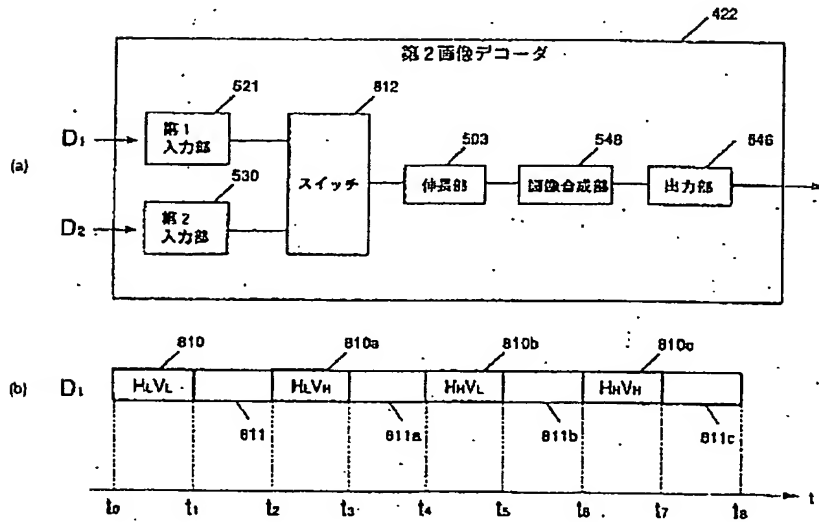 422
第2画像デコーダ
521
812
D1
第1
入力部
503
548
546
(a)
530
スイッチ
伸長部
画像合成部
出力部
D2
第2
入力部
810
810a
810b
810c
(b)
D1
HLVL
HLVH
HHVL
HHVH
811
811a
811b
811c
t0 t1 t2 t3 t4 t5 t6 t7 t8
t